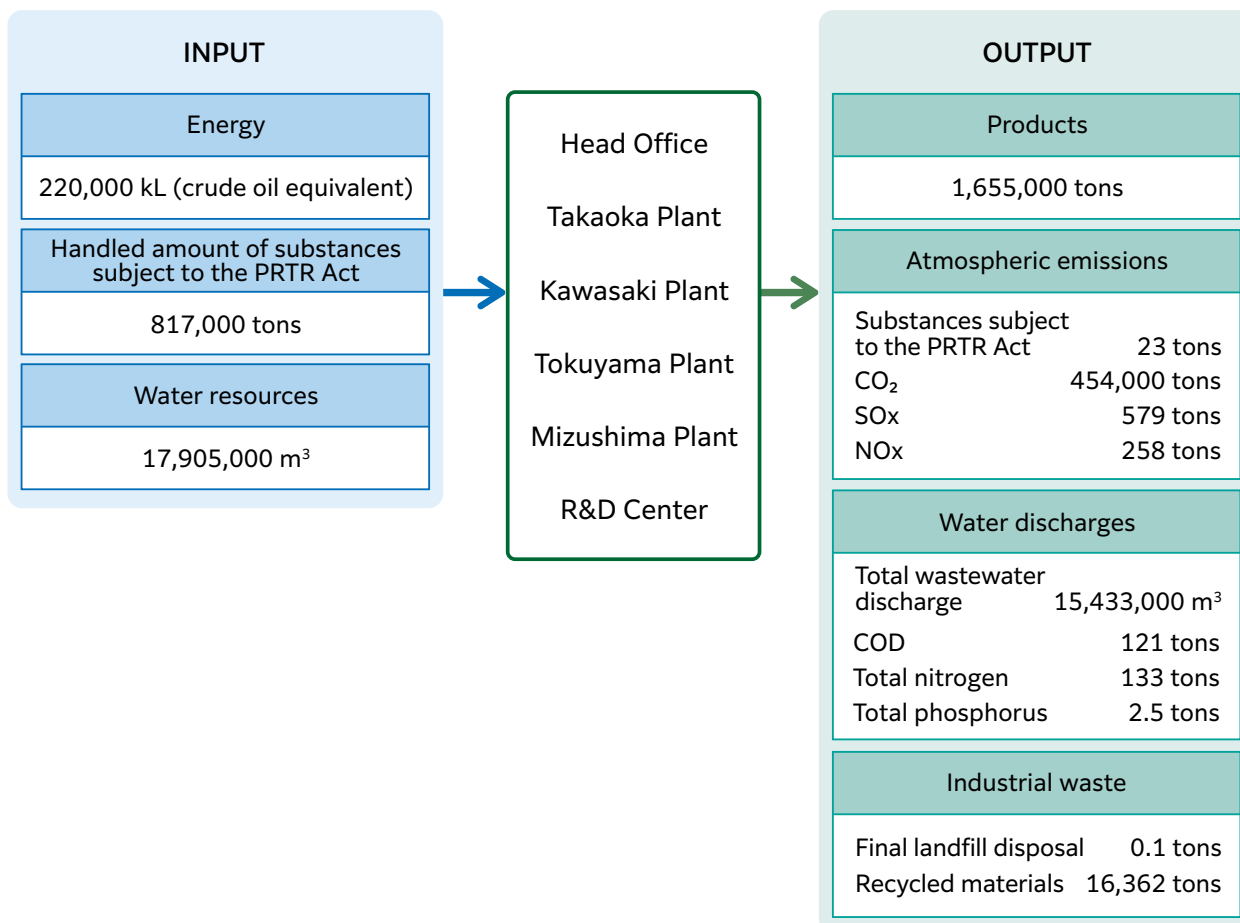 INPUT
Energy
220,000 kL (crude oil equivalent)
Handled amount of substances
subject to the PRTR Act
817,000 tons
Water resources
17,905,000 m³
Head Office
Takaoka Plant
Kawasaki Plant
Tokuyama Plant
Mizushima Plant
R&D Center
OUTPUT
Products
1,655,000 tons
Atmospheric emissions
Substances subject
to the PRTR Act 23 tons
CO₂ 454,000 tons
SOx 579 tons
NOx 258 tons
Water discharges
Total wastewater
discharge 15,433,000 m³
COD 121 tons
Total nitrogen 133 tons
Total phosphorus 2.5 tons
Industrial waste
Final landfill disposal 0.1 tons
Recycled materials 16,362 tons